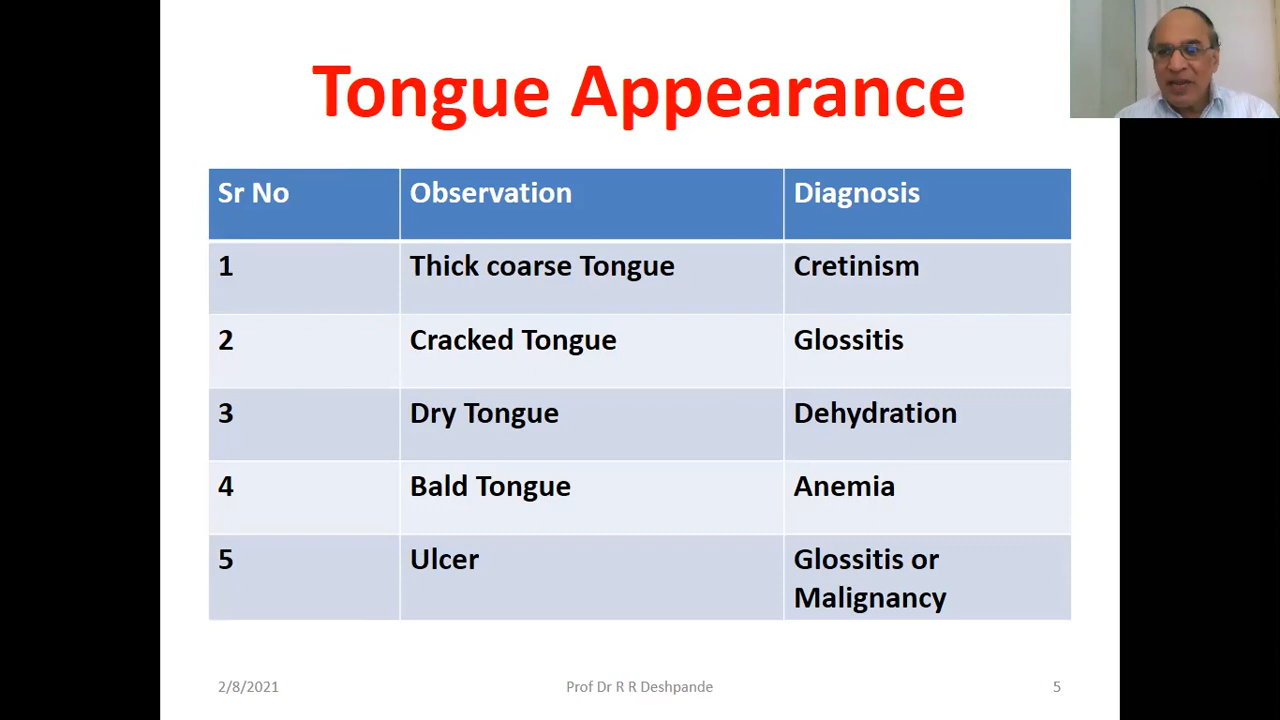 Tongue Appearance
Sr No Observation Diagnosis
1 Thick coarse Tongue Cretinism
2 Cracked Tongue Glossitis
3 Dry Tongue Dehydration
4 Bald Tongue Anemia
5 Ulcer Glossitis or
Malignancy
2/8/2021 Prof Dr R R Deshpande 5